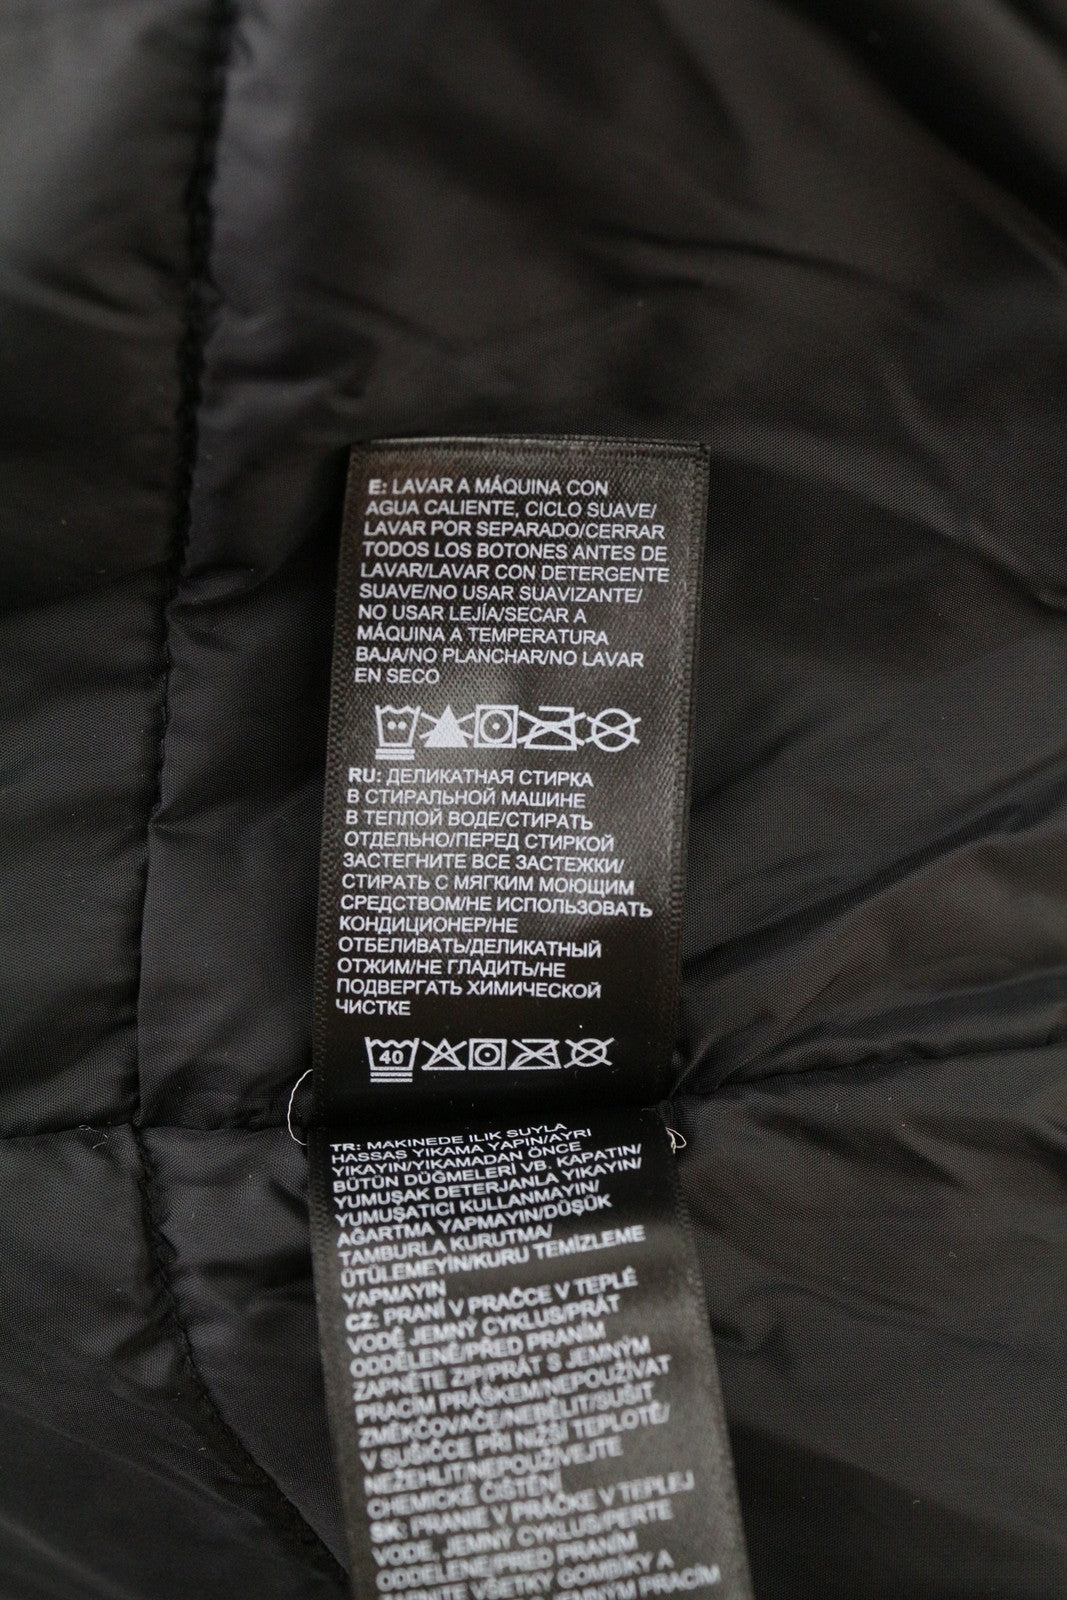 E: LAVAR A MÁQUINA CON
AGUA CALIENTE, CICLO SUAVE/
LAVAR POR SEPARADO/CERRAR
TODOS LOS BOTONES ANTES DE
LAVAR/LAVAR CON DETERGENTE
SUAVE/NO USAR SUAVIZANTE/
NO USAR LEJÍA/SECAR A
MÁQUINA A TEMPERATURA
BAJA/NO PLANCHAR/NO LAVAR
EN SECO
RU: ДЕЛИКАТНАЯ СТИРКА
В СТИРАЛЬНОЙ МАШИНЕ
В ТЕПЛОЙ ВОДЕ/СТИРАТЬ
ОТДЕЛЬНО/ПЕРЕД СТИРКОЙ
ЗАСТЕГНИТЕ ВСЕ ЗАСТЕЖКИ/
СТИРАТЬ С МЯГКИМ МОЮЩИМ
СРЕДСТВОМ/НЕ ИСПОЛЬЗОВАТЬ
КОНДИЦИОНЕР/НЕ
ОТБЕЛИВАТЬ/ДЕЛИКАТНЫЙ
ОТЖИМ/НЕ ГЛАДИТЬ/НЕ
ПОДВЕРГАТЬ ХИМИЧЕСКОЙ
ЧИСТКЕ
40
TR: MAKINEDE ILIK SUYLA
HASSAS YIKAMA YAPIN/AYRI
YIKAYIN/YIKAMADAN ÖNCE
BÜTÜN DÜĞMELERİ VB. KAPATIN/
YUMUŞAK DETERJANLA YIKAYIN/
YUMUŞATICI KULLANMAYIN/
AĞARTMA YAPMAYIN/DÜŞÜK
TAMBURLA KURUTMA/
ÜTÜLEMEYİN/KURU TEMİZLEME
YAPMAYIN
CZ: PRANÍ V PRAČCE V TEPLÉ
VODĚ JEMNÝ CYKLUS/PRÁT
ODDĚLENĚ/PŘED PRANÍM
ZAPNĚTE ZIP/PRÁT S JEMNÝM
PRACÍM PRÁŠKEM/NEPOUŽÍVAT
ZMĚKČOVAČE/NEBĚLIT/SUŠIT
V SUŠIČCE PŘI NIŽŠÍ TEPLOTĚ/
NEŽEHLIT/NEPOUŽÍVEJTE
CHEMICKÉ ČIŠTĚNÍ
SK: PRANIE V PRÁČKE V TEPLEJ
VODE, JEMNÝ CYKLUS/PERTE
ODDELENE/PRED PRANÍM
VŠETKY GOMBÍKY A
JEMNÝM PRACÍM